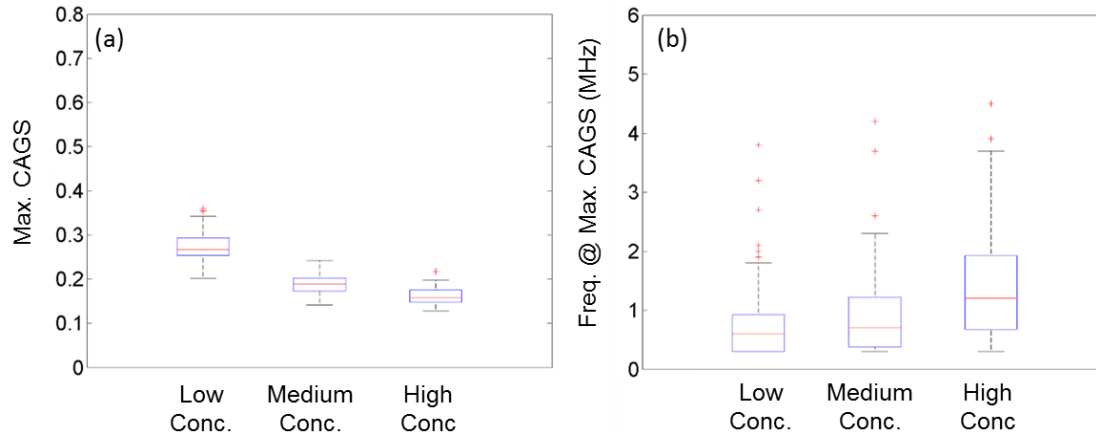 (a)
Max. CAGS
0.8
0.7
0.6
0.5
0.4
0.3
0.2
0.1
0
Low
Conc.
Medium
Conc.
High
Conc
(b)
Freq. @ Max. CAGS (MHz)
6
5
4
3
2
1
0
Low
Conc.
Medium
Conc.
High
Conc